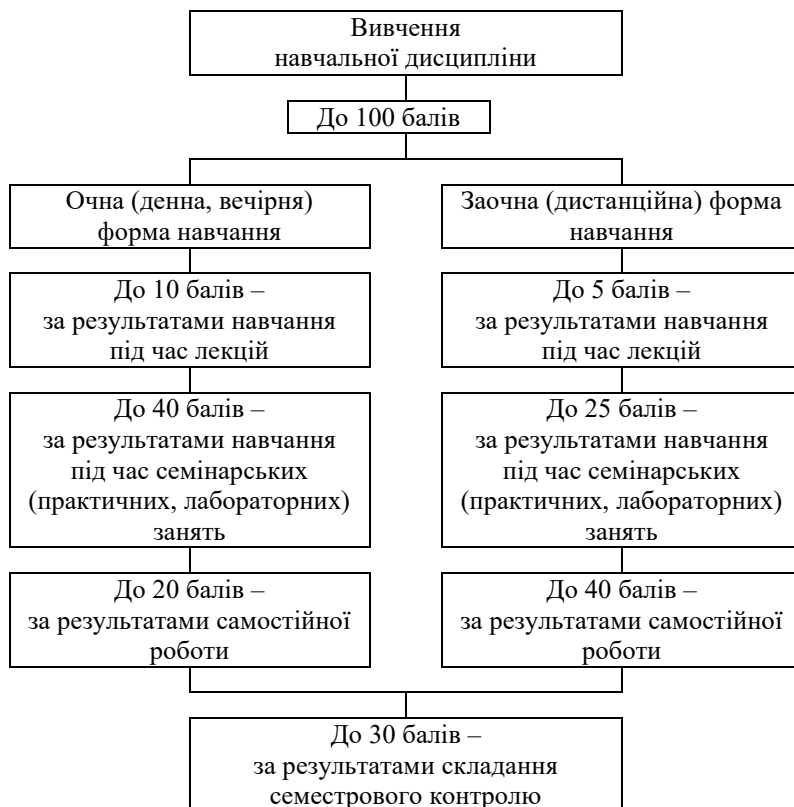 Вивчення
навчальної дисципліни
До 100 балів
Очна (денна, вечірня)
форма навчання
Заочна (дистанційна) форма
навчання
До 10 балів –
за результатами навчання
під час лекцій
До 5 балів –
за результатами навчання
під час лекцій
До 40 балів –
за результатами навчання
під час семінарських
(практичних, лабораторних)
занять
До 25 балів –
за результатами навчання
під час семінарських
(практичних, лабораторних)
занять
До 20 балів –
за результатами самостійної
роботи
До 40 балів –
за результатами самостійної
роботи
До 30 балів –
за результатами складання
семестрового контролю